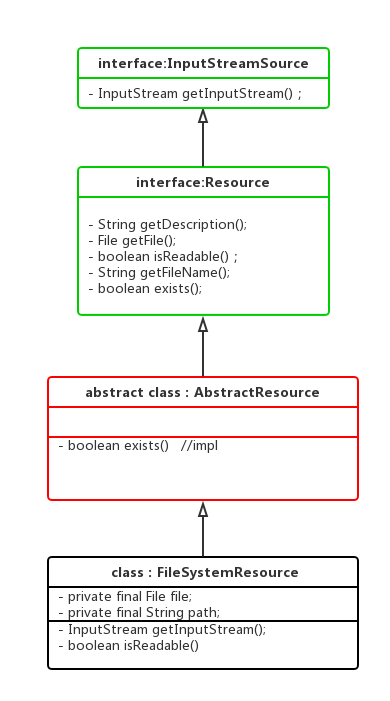 interface:InputStreamSource
- InputStream getInputStream() ;
interface:Resource
- String getDescription();
- File getFile();
- boolean isReadable() ;
- String getFileName();
- boolean exists();
abstract class : AbstractResource
- boolean exists()   //impl
class : FileSystemResource
- private final File file;
- private final String path;
- InputStream getInputStream();
- boolean isReadable()